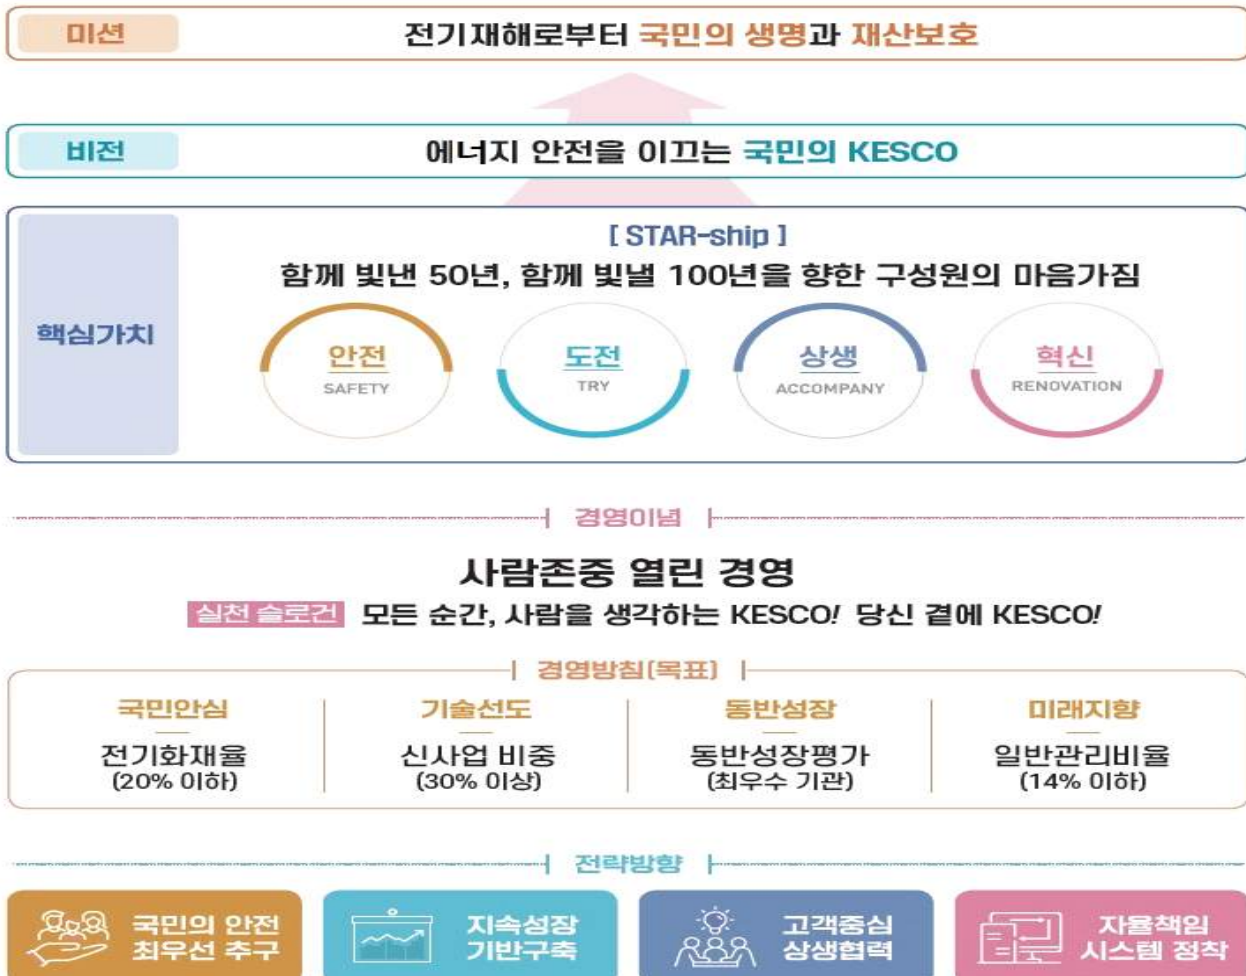 미션
전기재해로부터 국민의 생명과 재산보호
비전
에너지 안전을 이끄는 국민의 KESCO
핵심가치
[ STAR-ship ]
함께 빛낸 50년, 함께 빛낼 100년을 향한 구성원의 마음가짐
안전
SAFETY
도전
TRY
상생
ACCOMPANY
혁신
RENOVATION
경영이념
사람존중 열린 경영
실천 슬로건 모든 순간, 사람을 생각하는 KESCO! 당신 곁에 KESCO!
경영방침(목표)
국민안심
전기화재율
(20% 이하)
기술선도
신사업 비중
(30% 이상)
동반성장
동반성장평가
(최우수 기관)
미래지향
일반관리비율
(14% 이하)
전략방향
국민의 안전
최우선 추구
지속성장
기반구축
고객중심
상생협력
자율책임
시스템 정착